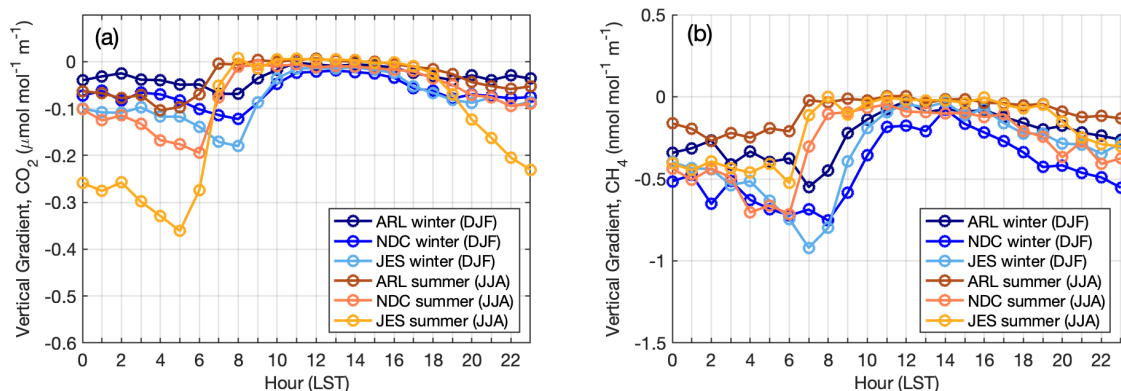 (a)
Vertical Gradient, CO2 (μmol mol−1 m−1)
0
-0.1
-0.2
-0.3
-0.4
-0.5
-0.6
ARL winter (DJF)
NDC winter (DJF)
JES winter (DJF)
ARL summer (JJA)
NDC summer (JJA)
JES summer (JJA)
0 2 4 6 8 10 12 14 16 18 20 22
Hour (LST)
(b)
Vertical Gradient, CH4 (nmol mol−1 m−1)
0.5
0
-0.5
-1
-1.5
ARL winter (DJF)
NDC winter (DJF)
JES winter (DJF)
ARL summer (JJA)
NDC summer (JJA)
JES summer (JJA)
0 2 4 6 8 10 12 14 16 18 20 22
Hour (LST)